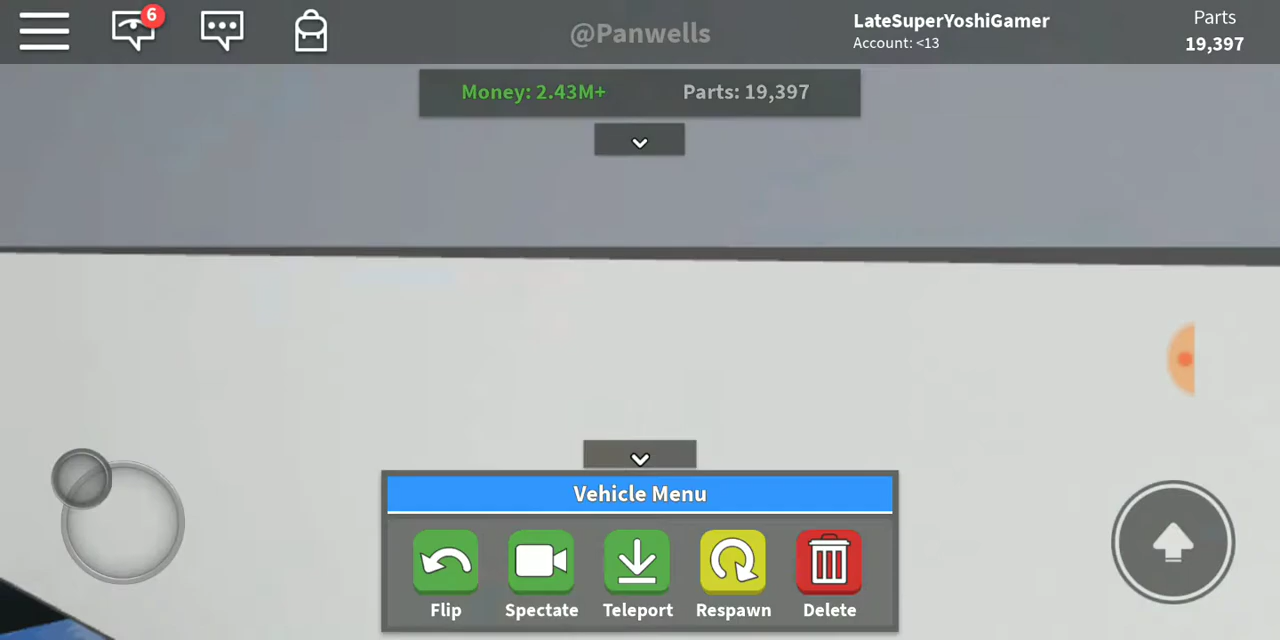 6
@Panwells
LateSuperYoshiGamer
Account: <13
Parts
19,397
Money: 2.43M+
Parts: 19,397
Vehicle Menu
Flip
Spectate
Teleport
Respawn
Delete